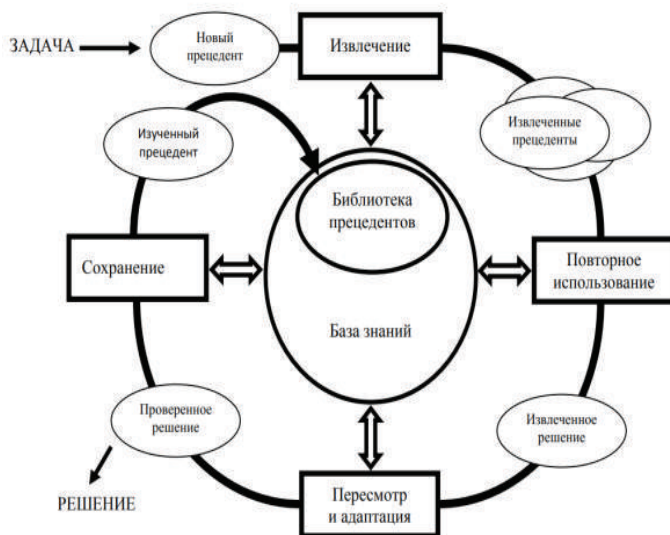 ЗАДАЧА
Новый
прецедент
Извлечение
Извлеченные
прецеденты
Изученный
прецедент
Библиотека
прецедентов
Сохранение
Повторное
использование
База знаний
Проверенное
решение
Извлеченное
решение
Пересмотр
и адаптация
РЕШЕНИЕ